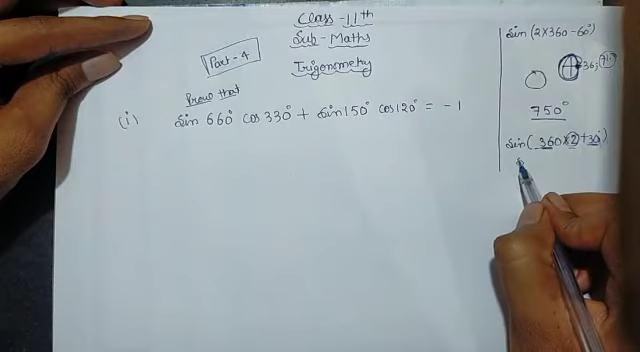 Class - 11th
Sub - Maths
Part - 4
Trigonometry
Prove that
(i) Sin 660° cos 330° + Sin 150° cos 120° = -1
Sin (2×360 - 60°)
750°
Sin (360×2+30°)